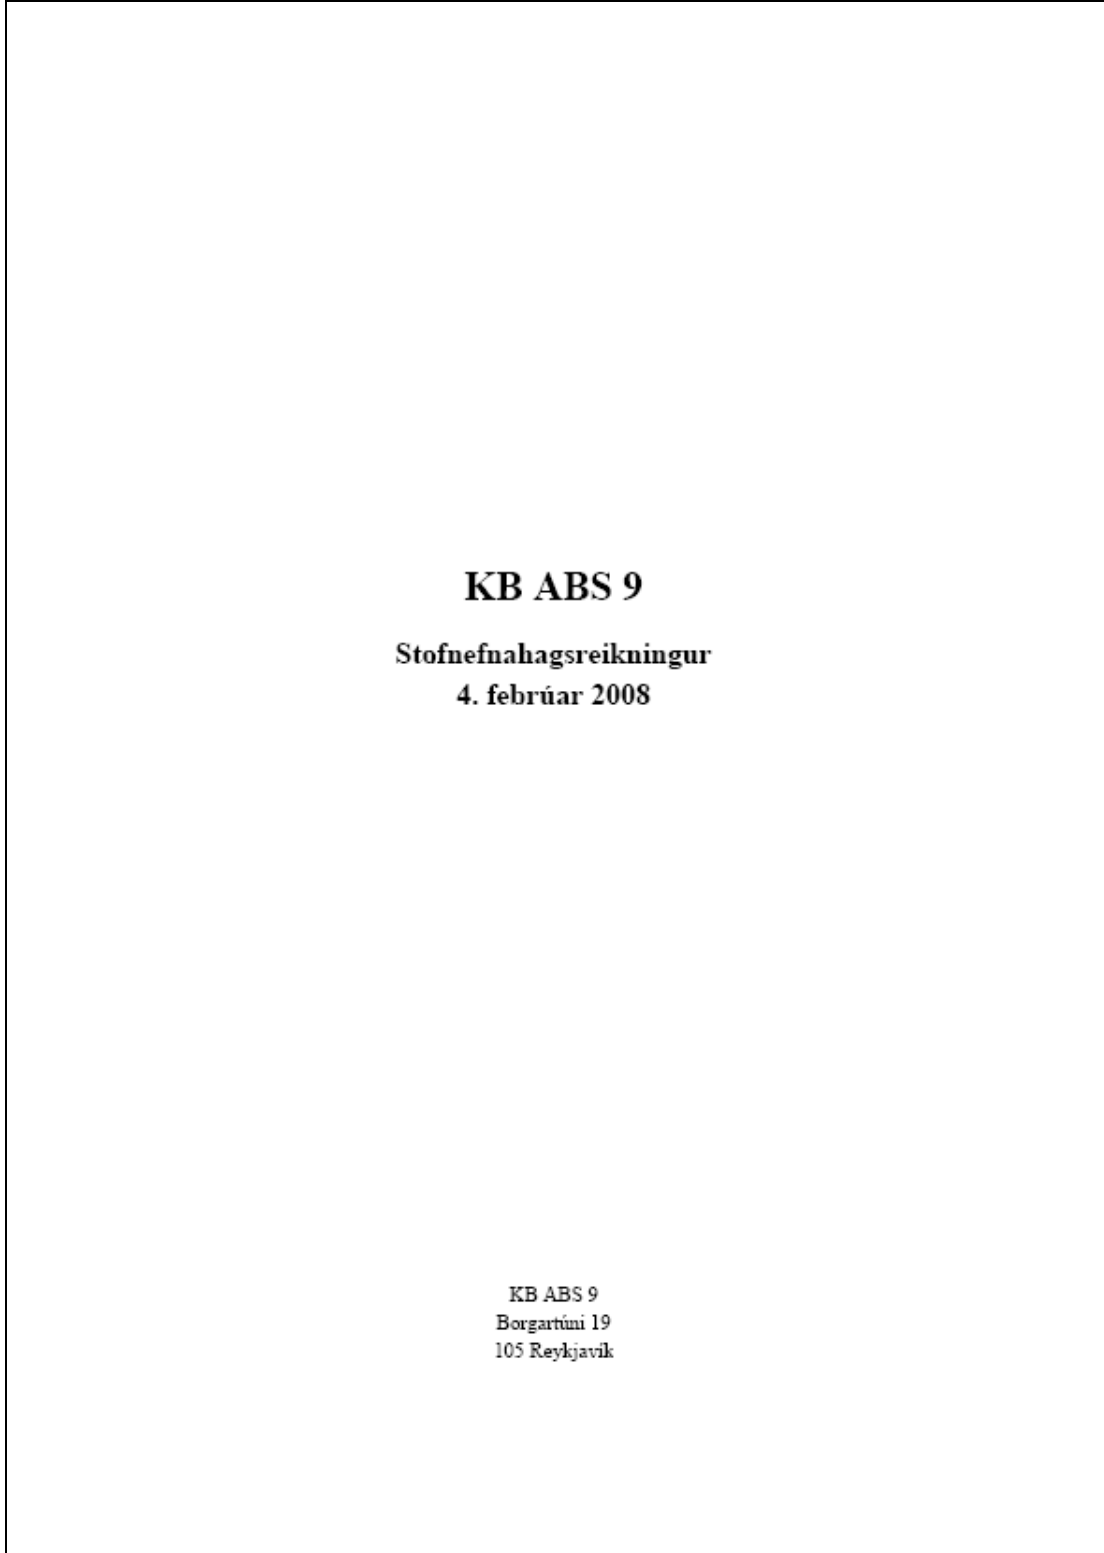 KB ABS 9
Stofnefnahagsreikningur
4. febrúar 2008
KB ABS 9
Borgartúni 19
105 Reykjavík